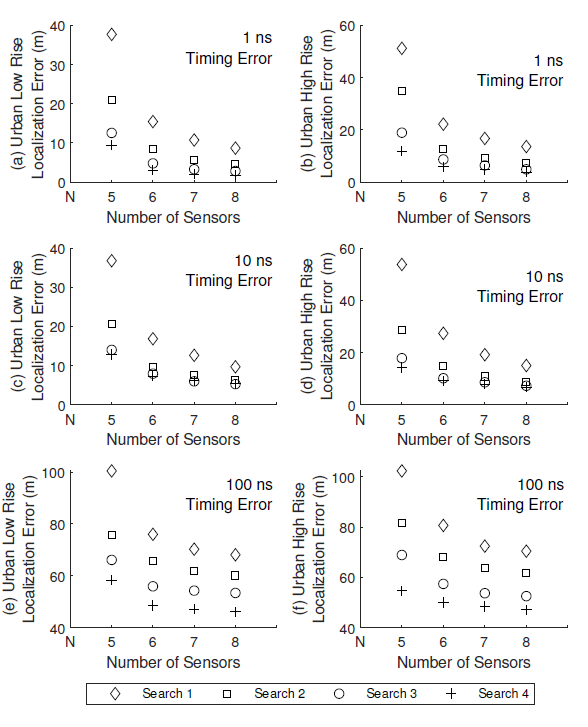 (a) Urban Low Rise
Localization Error (m)
40
30
20
10
0
1 ns
Timing Error
N 5 6 7 8
Number of Sensors
(b) Urban High Rise
Localization Error (m)
60
40
20
0
1 ns
Timing Error
N 5 6 7 8
Number of Sensors
(c) Urban Low Rise
Localization Error (m)
40
30
20
10
0
10 ns
Timing Error
N 5 6 7 8
Number of Sensors
(d) Urban High Rise
Localization Error (m)
60
40
20
0
10 ns
Timing Error
N 5 6 7 8
Number of Sensors
(e) Urban Low Rise
Localization Error (m)
100
80
60
40
100 ns
Timing Error
N 5 6 7 8
Number of Sensors
(f) Urban High Rise
Localization Error (m)
100
80
60
40
100 ns
Timing Error
N 5 6 7 8
Number of Sensors
Search 1 Search 2 Search 3 Search 4